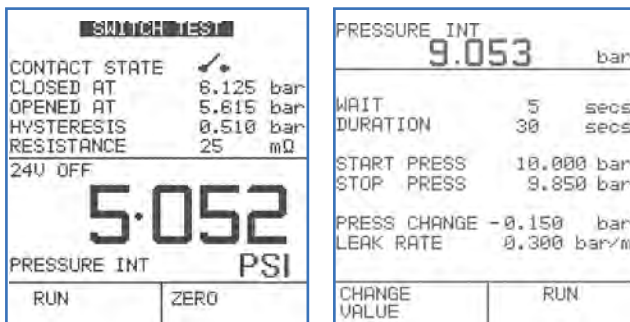 SWITCH TEST
CONTACT STATE
CLOSED AT 6.125 bar
OPENED AT 5.615 bar
HYSTERESIS 0.510 bar
RESISTANCE 25 mΩ
24V OFF
5.052
PRESSURE INT PSI
RUN ZERO
PRESSURE INT
9.053 bar
WAIT 5 secs
DURATION 30 secs
START PRESS 10.000 bar
STOP PRESS 9.850 bar
PRESS CHANGE -0.150 bar
LEAK RATE 0.300 bar/m
CHANGE VALUE RUN